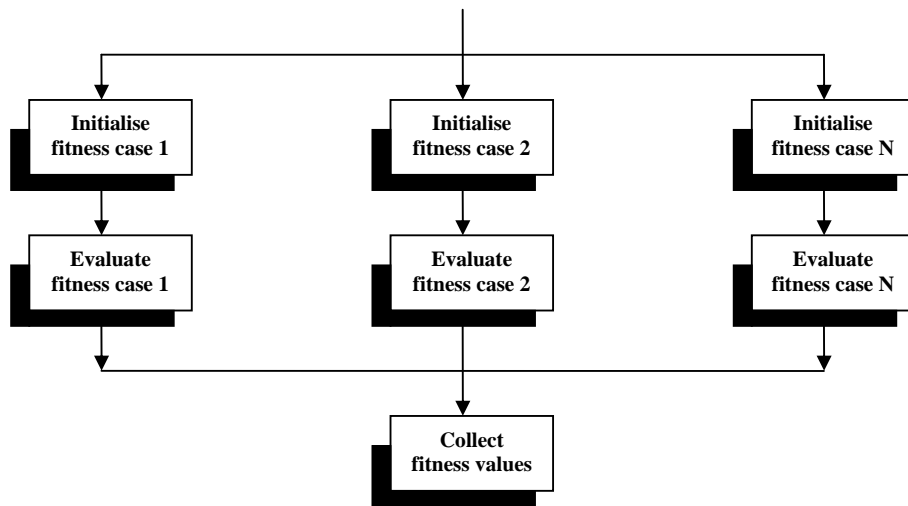 Initialise
fitness case 1
Initialise
fitness case 2
Initialise
fitness case N
Evaluate
fitness case 1
Evaluate
fitness case 2
Evaluate
fitness case N
Collect
fitness values